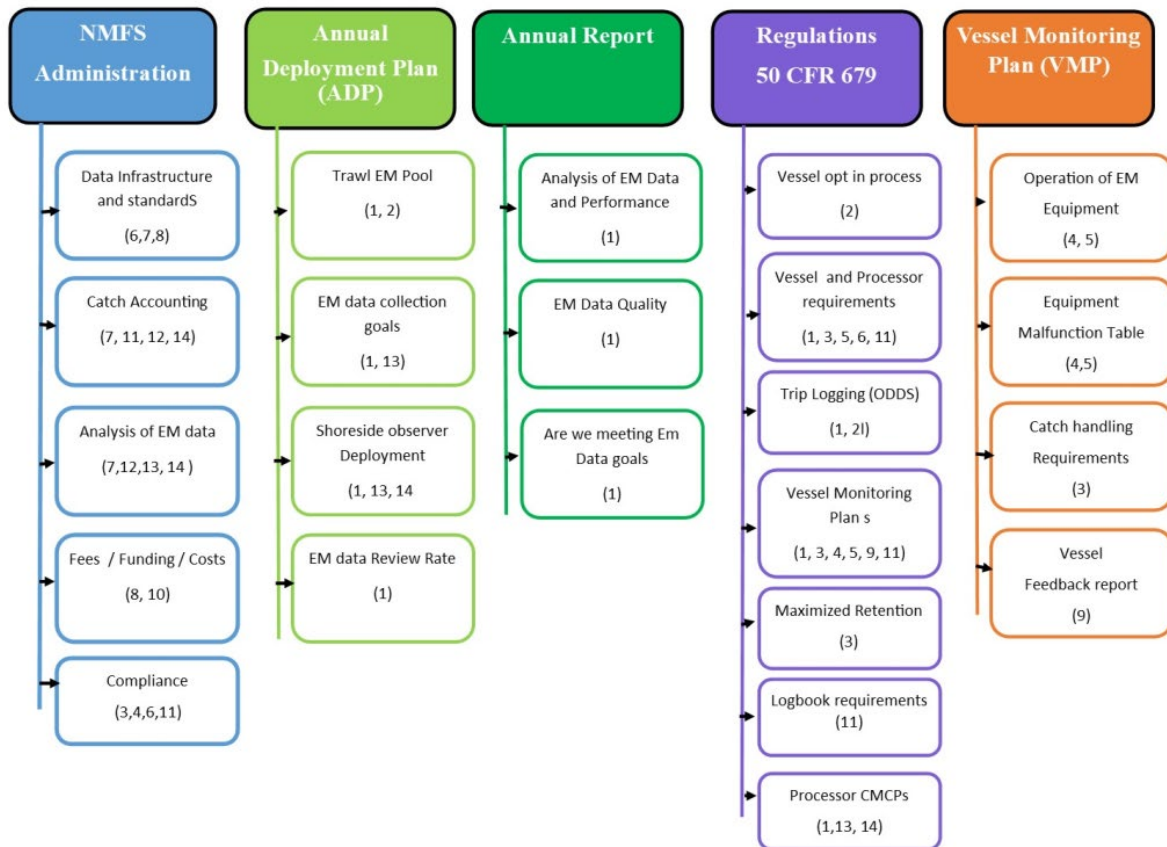 NMFS
Administration
Data Infrastructure
and standardS
(6,7,8)
Catch Accounting
(7, 11, 12, 14)
Analysis of EM data
(7,12,13, 14 )
Fees / Funding / Costs
(8, 10)
Compliance
(3,4,6,11)
Annual
Deployment Plan
(ADP)
Trawl EM Pool
(1, 2)
EM data collection
goals
(1, 13)
Shoreside observer
Deployment
(1, 13, 14
EM data Review Rate
(1)
Annual Report
Analysis of EM Data
and Performance
(1)
EM Data Quality
(1)
Are we meeting Em
Data goals
(1)
Regulations
50 CFR 679
Vessel opt in process
(2)
Vessel and Processor
requirements
(1, 3, 5, 6, 11)
Trip Logging (ODDS)
(1, 2l)
Vessel Monitoring
Plan s
(1, 3, 4, 5, 9, 11)
Maximized Retention
(3)
Logbook requirements
(11)
Processor CMCPs
(1,13, 14)
Vessel Monitoring
Plan (VMP)
Operation of EM
Equipment
(4, 5)
Equipment
Malfunction Table
(4,5)
Catch handling
Requirements
(3)
Vessel
Feedback report
(9)